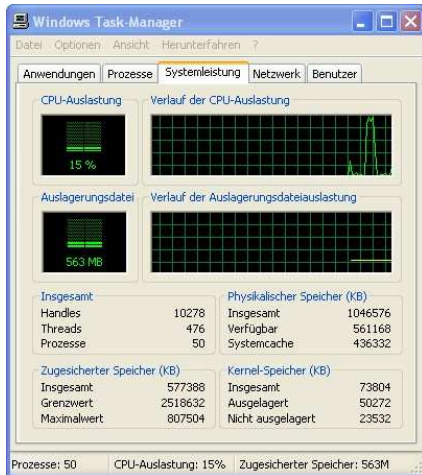 Windows Task-Manager
Datei Optionen Ansicht Herunterfahren ?
Anwendungen Prozesse Systemleistung Netzwerk Benutzer
CPU-Auslastung
15 %
Verlauf der CPU-Auslastung
Auslagerungsdatei
563 MB
Verlauf der Auslagerungsdateiauslastung
Insgesamt
Handles 10278
Threads 476
Prozesse 50
Physikalischer Speicher (KB)
Insgesamt 1046576
Verfügbar 561168
Systemcache 436332
Zugesicherter Speicher (KB)
Insgesamt 577388
Grenzwert 2518632
Maximalwert 807504
Kernel-Speicher (KB)
Insgesamt 73804
Ausgelagert 50272
Nicht ausgelagert 23532
Prozesse: 50 CPU-Auslastung: 15% Zugesicherter Speicher: 563M